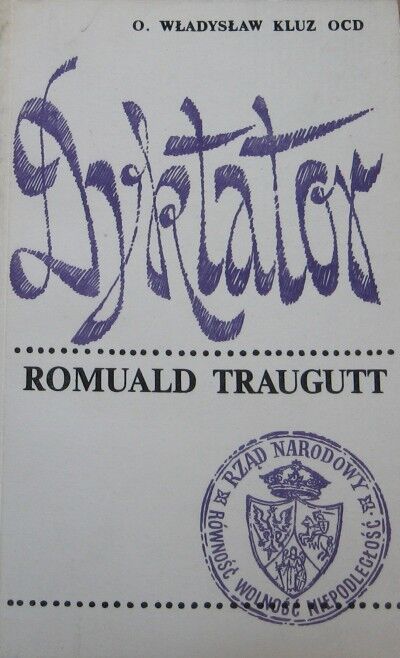 O. WŁADYSŁAW KLUZ OCD
Dyktator
ROMUALD TRAUGUTT
RZĄD NARODOWY
RÓWNOŚĆ WOLNOŚĆ NIEPODLEGŁOŚĆ